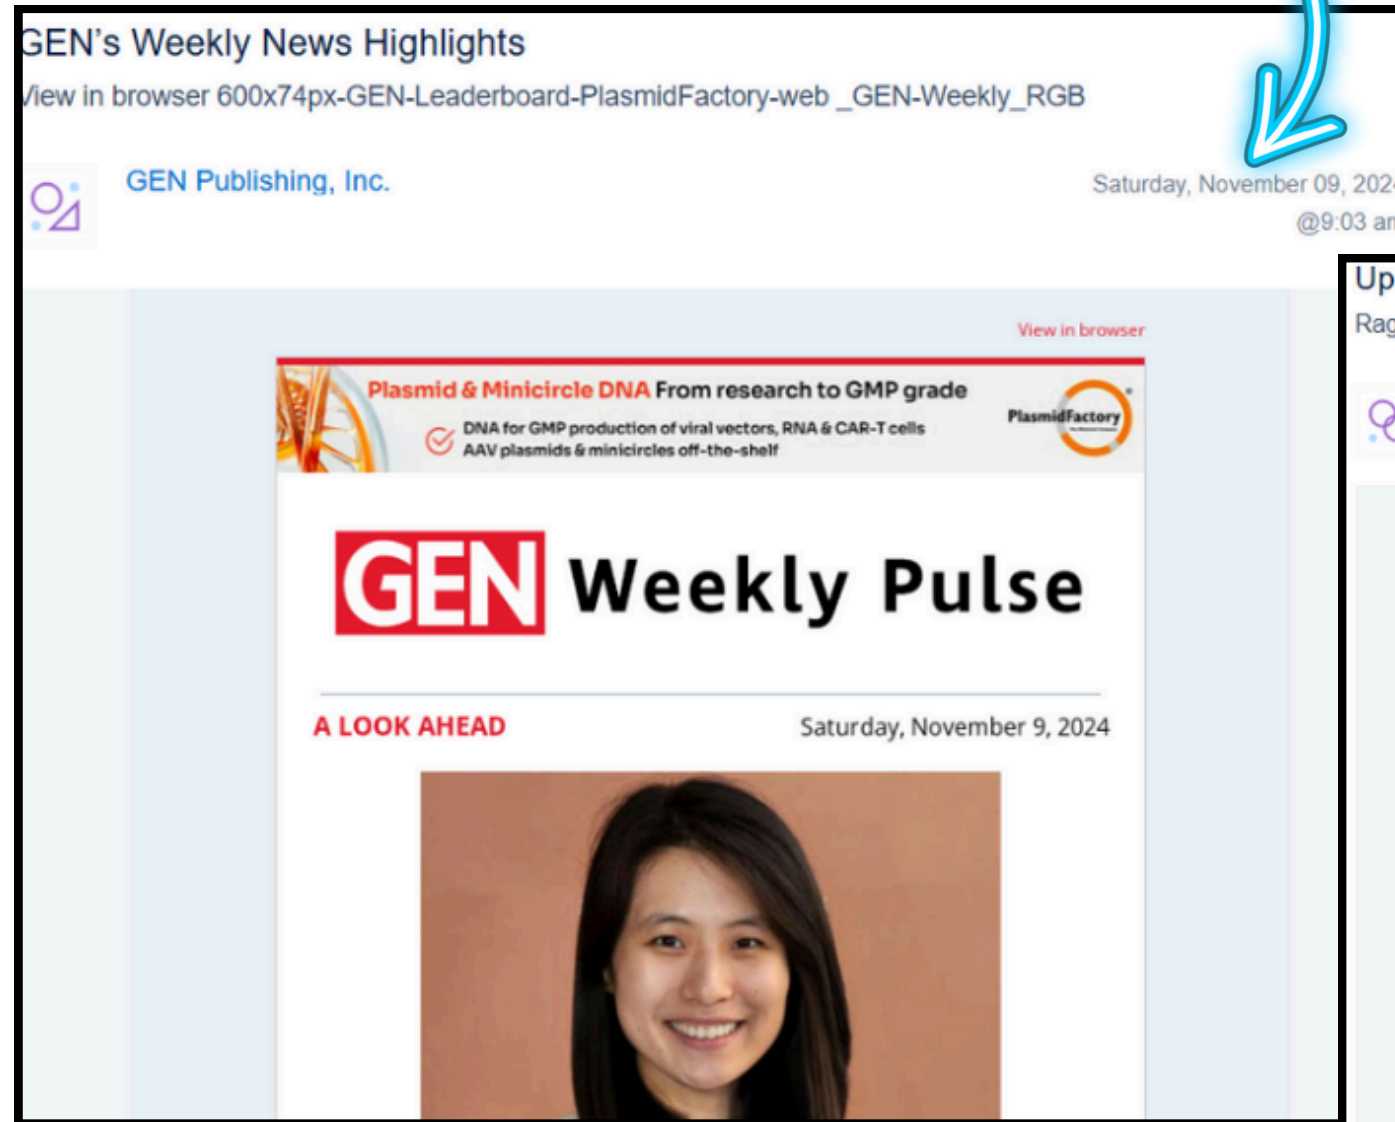 GEN's Weekly News Highlights
View in browser 600x74px-GEN-Leaderboard-PlasmidFactory-web _GEN-Weekly_RGB
GEN Publishing, Inc.
Saturday, November 09, 2024
@9:03 am
View in browser
Plasmid & Minicircle DNA From research to GMP grade
DNA for GMP production of viral vectors, RNA & CAR-T cells
AAV plasmids & minicircles off-the-shelf
PlasmidFactory
GEN Weekly Pulse
A LOOK AHEAD
Saturday, November 9, 2024
Up
Rag